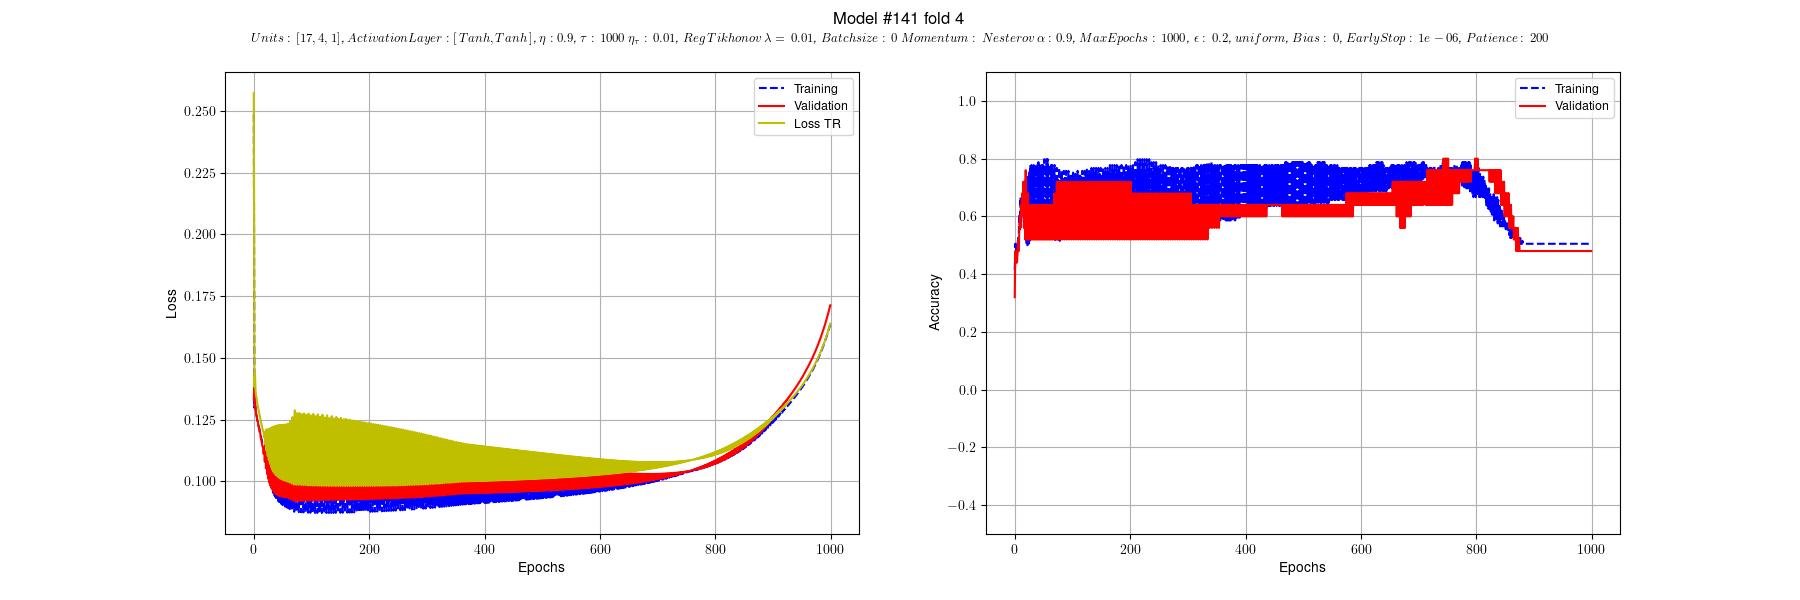 Model #141 fold 4
Units : [17, 4, 1], ActivationLayer : [Tanh, Tanh], η : 0.9, τ : 1000 ητ : 0.01, RegTikhonov λ = 0.01, Batchsize : 0 Momentum : Nesterov α : 0.9, MaxEpochs : 1000, ϵ : 0.2, uniform, Bias : 0, EarlyStop : 1e − 06, Patience : 200
Training
Validation
Loss TR
0.250
0.225
0.200
0.175
0.150
0.125
0.100
Loss
0 200 400 600 800 1000
Epochs
Training
Validation
1.0
0.8
0.6
0.4
0.2
0.0
−0.2
−0.4
Accuracy
0 200 400 600 800 1000
Epochs